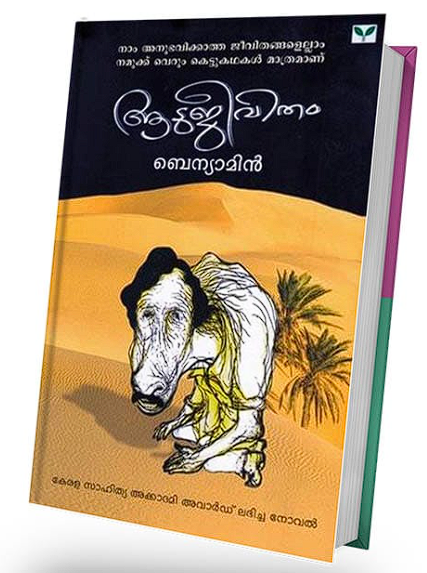 നാം അനുഭവിക്കാത്ത ജീവിതങ്ങളെല്ലാം
നമുക്ക് വെറും കെട്ടുകഥകൾ മാത്രമാണ്
ആടുജീവിതം
ബെന്യാമിൻ
കേരള സാഹിത്യ അക്കാദമി അവാർഡ് ലഭിച്ച നോവൽ